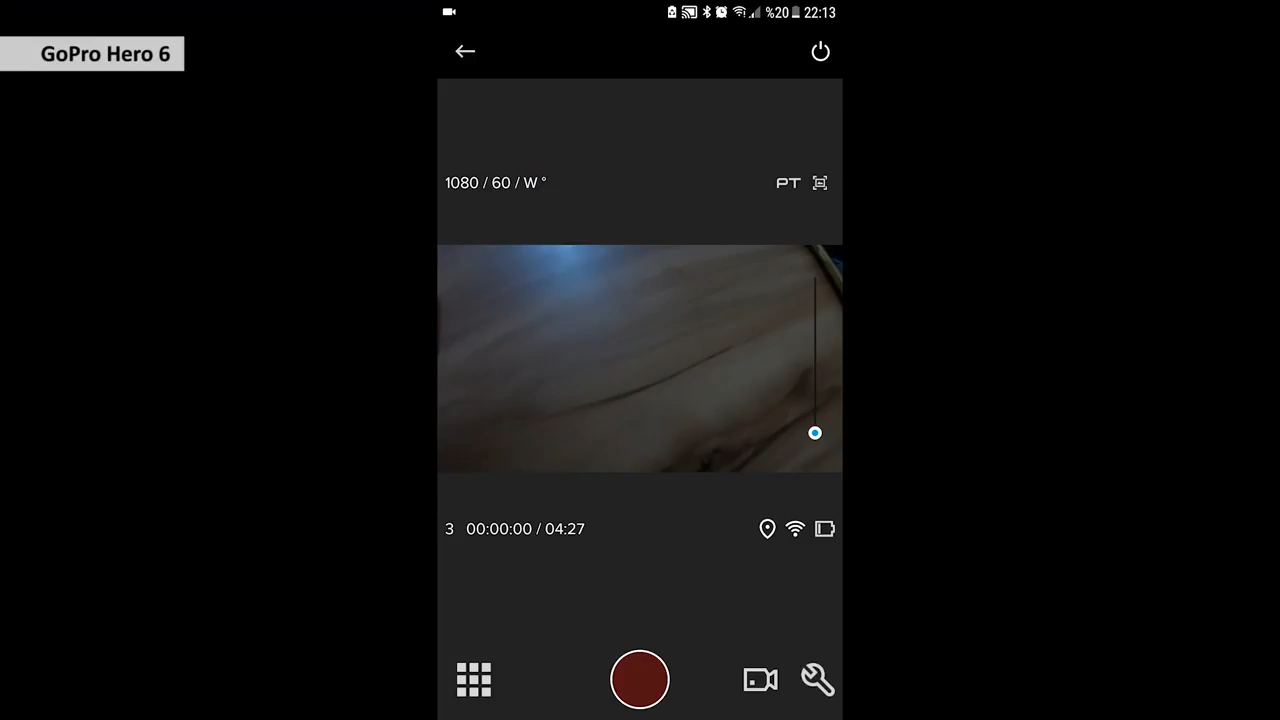 %20 22:13
GoPro Hero 6
1080 / 60 / W °
PT
3 00:00:00 / 04:27